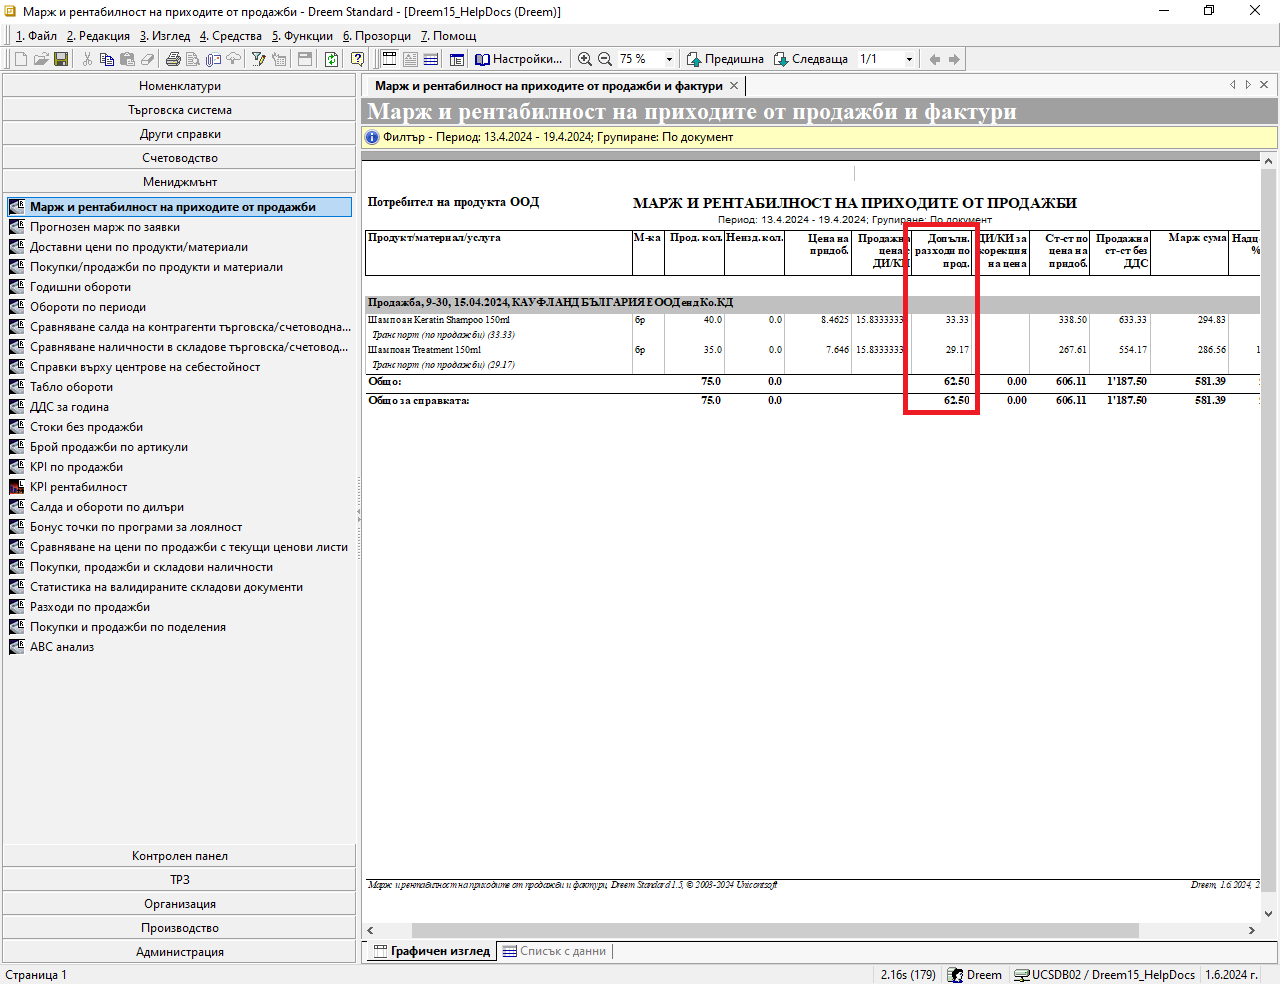 Марж и рентабилност на приходите от продажби - Dreem Standard - [Dreem15_HelpDocs (Dreem)]
1. Файл 2. Редакция 3. Изглед 4. Средства 5. Функции 6. Прозорци 7. Помощ
Настройки... 75 % Предишна Следваща 1/1
Номенклатури
Търговска система
Други справки
Счетоводство
Мениджмънт
Марж и рентабилност на приходите от продажби
Прогнозен марж по заявки
Доставни цени по продукти/материали
Покупки/продажби по продукти и материали
Годишни обороти
Обороти по периоди
Сравняване салда на контрагенти търговска/счетоводна...
Сравняване наличности в складове търговска/счетовод...
Справки върху центрове на себестойност
Табло обороти
ДДС за година
Стоки без продажби
Брой продажби по артикули
KPI по продажби
KPI рентабилност
Салда и обороти по дилъри
Бонус точки по програми за лоялност
Сравняване на цени по продажби с текущи ценови листи
Покупки, продажби и складови наличности
Статистика на валидираните складови документи
Разходи по продажби
Покупки и продажби по поделения
ABC анализ
Контролен панел
ТРЗ
Организация
Производство
Администрация
Марж и рентабилност на приходите от продажби и фактури
Марж и рентабилност на приходите от продажби и фактури
Филтър - Период: 13.4.2024 - 19.4.2024; Групиране: По документ
Потребител на продукта ООД
МАРЖ И РЕНТАБИЛНОСТ НА ПРИХОДИТЕ ОТ ПРОДАЖБИ
Период: 13.4.2024 - 19.4.2024; Групиране: По документ
Продукт/материал/услуга М-ка Прод. кол. Неизд. кол. Цена на Продажна Допълн. ДИ/КИ за Ст-ст по Продажна Марж сума Надц
придоб. цена с разходи по корекция цена на ст-ст без %
ДИ/КИ прод. на цена придоб. ДДС
Продажба, 9-30, 15.04.2024, КАУФЛАНД БЪЛГАРИЯ ЕООД енд Ко.КД
Шампоан Keratin Shampoo 150ml бр 40.0 0.0 8.4625 15.8333333 33.33 338.50 633.33 294.83
Транспорт (по продажби) (33.33)
Шампоан Treatment 150ml бр 35.0 0.0 7.646 15.8333333 29.17 267.61 554.17 286.56 1
Транспорт (по продажби) (29.17)
Общо: 75.0 0.0 62.50 0.00 606.11 1'187.50 581.39
Общо за справката: 75.0 0.0 62.50 0.00 606.11 1'187.50 581.39
Марж и рентабилност на приходите от продажби и фактури, Dreem Standard 1.5, © 2003-2024 Unicontsoft
Dreem, 1.6.2024, 2
Графичен изглед Списък с данни
Страница 1 2.16s (179) Dreem UCSDB02 / Dreem15_HelpDocs 1.6.2024 г.